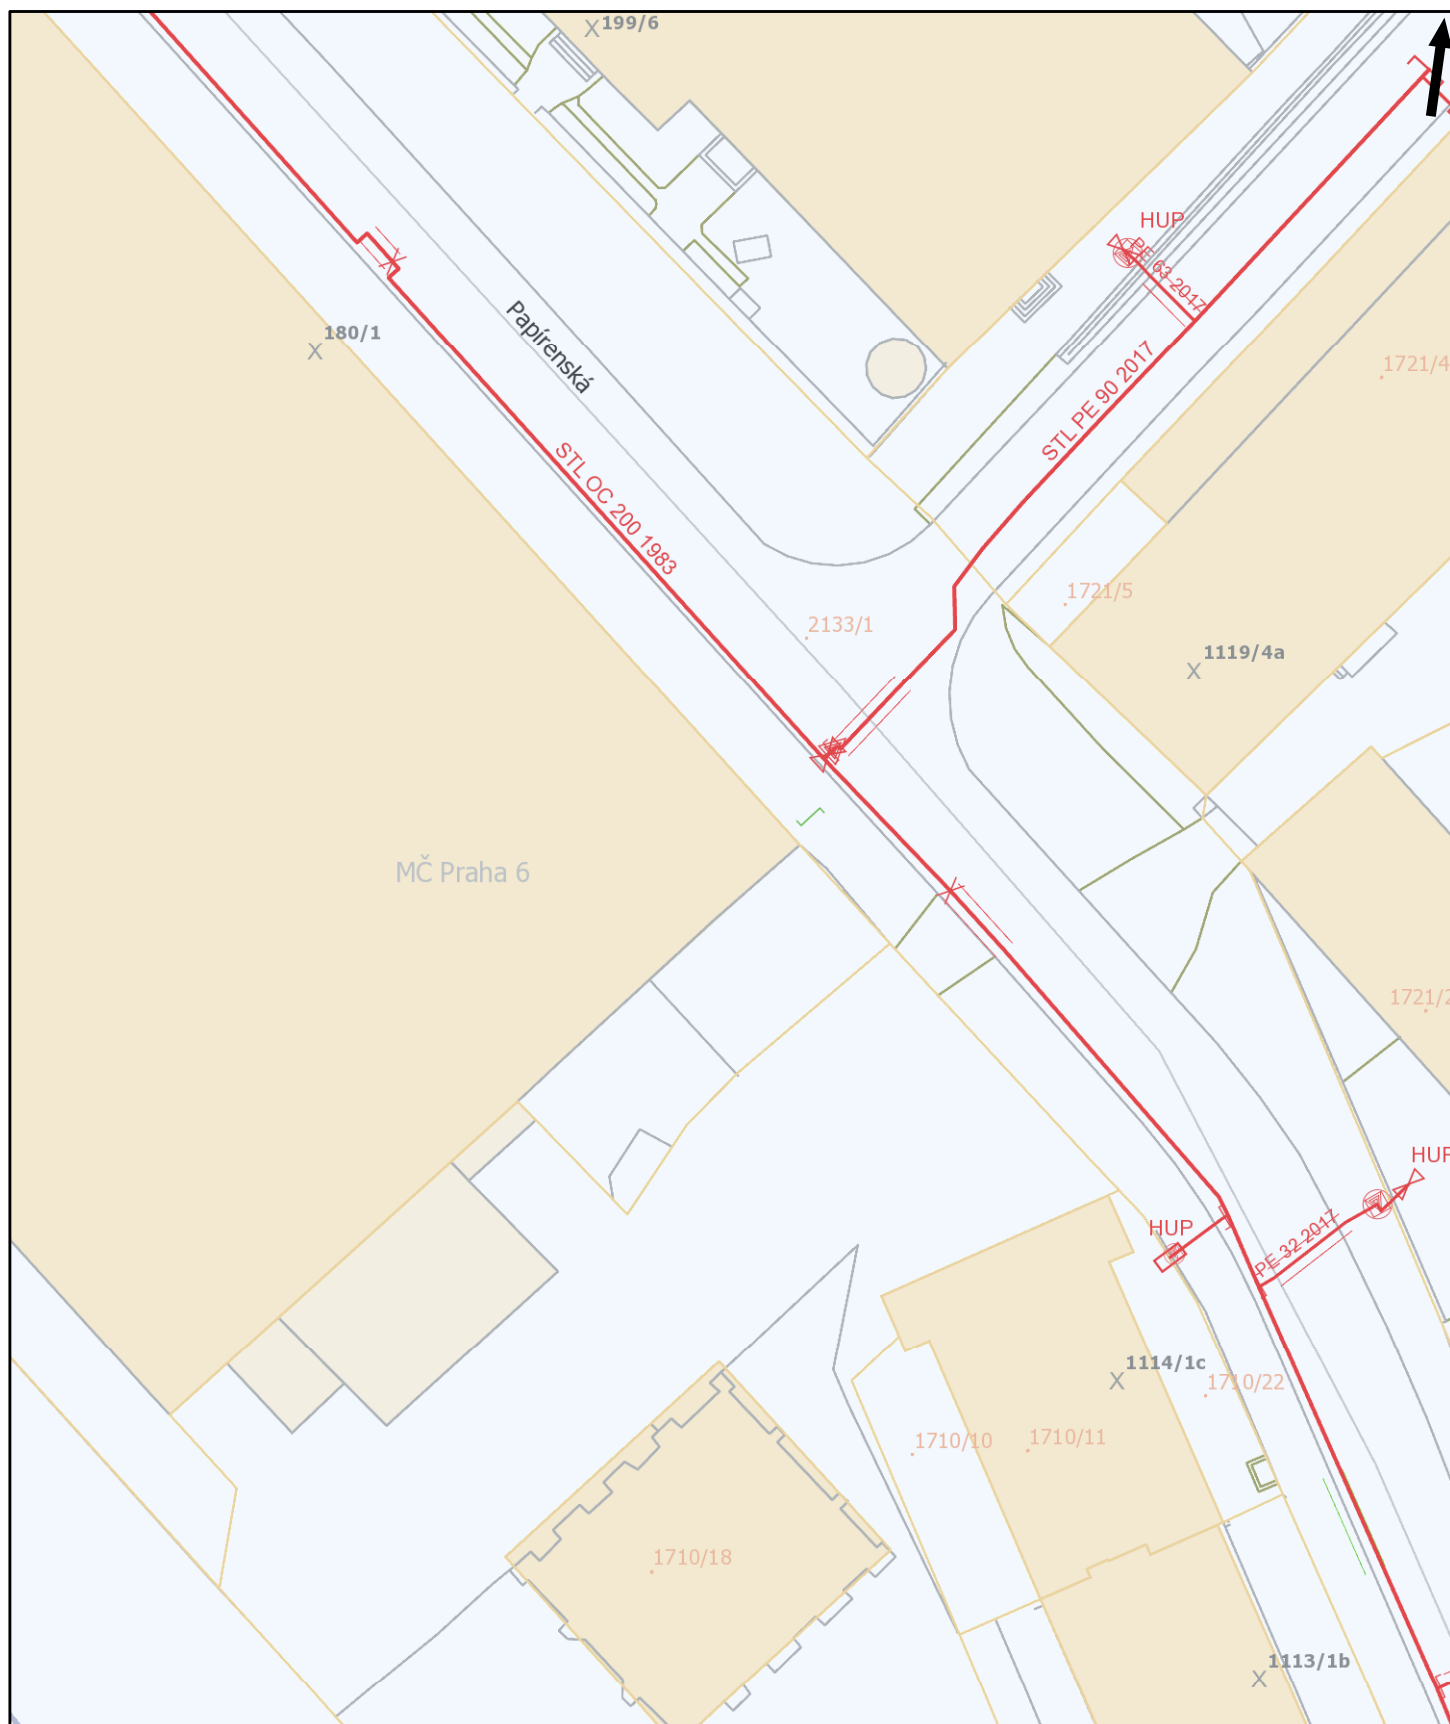 199/6
HUP
PE 63 2017
180/1
Papírenská
STL PE 90 2017
1721/4
STL OC 200 1983
1721/5
2133/1
1119/4a
MČ Praha 6
1721/2
HUP
HUP
PE 32 2017
1114/1c
1710/22
1710/10
1710/11
1710/18
1113/1b